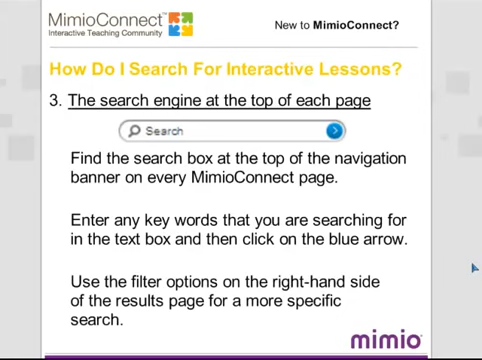 MimioConnect™
Interactive Teaching Community
New to MimioConnect?
How Do I Search For Interactive Lessons?
3. The search engine at the top of each page
Search
Find the search box at the top of the navigation
banner on every MimioConnect page.
Enter any key words that you are searching for
in the text box and then click on the blue arrow.
Use the filter options on the right-hand side
of the results page for a more specific
search.
mimio